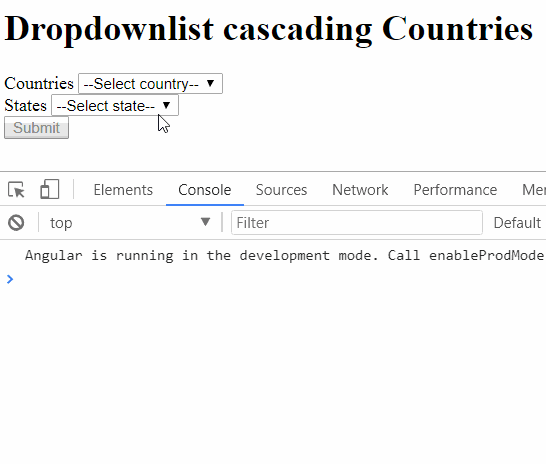 Dropdownlist cascading Countries
Countries --Select country--
States --Select state--
Submit
Elements Console Sources Network Performance Mer
top Filter Default
Angular is running in the development mode. Call enableProdMode